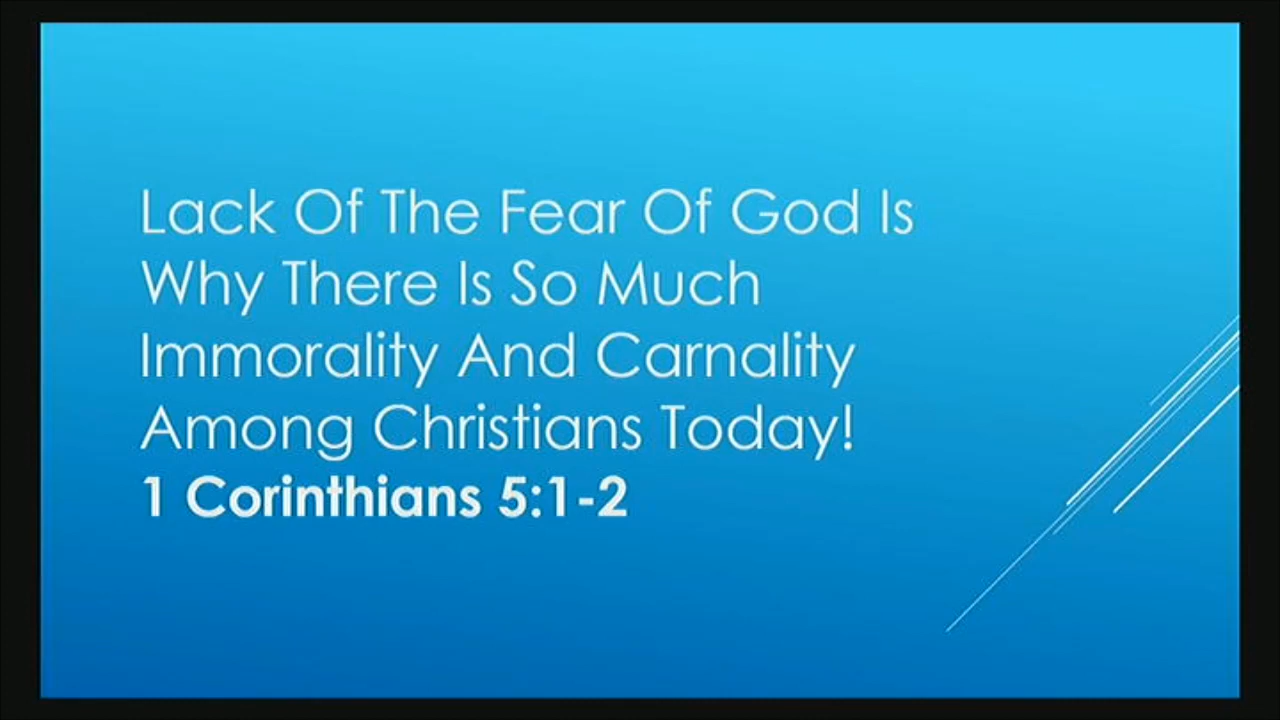 Lack Of The Fear Of God Is
Why There Is So Much
Immorality And Carnality
Among Christians Today!
1 Corinthians 5:1-2